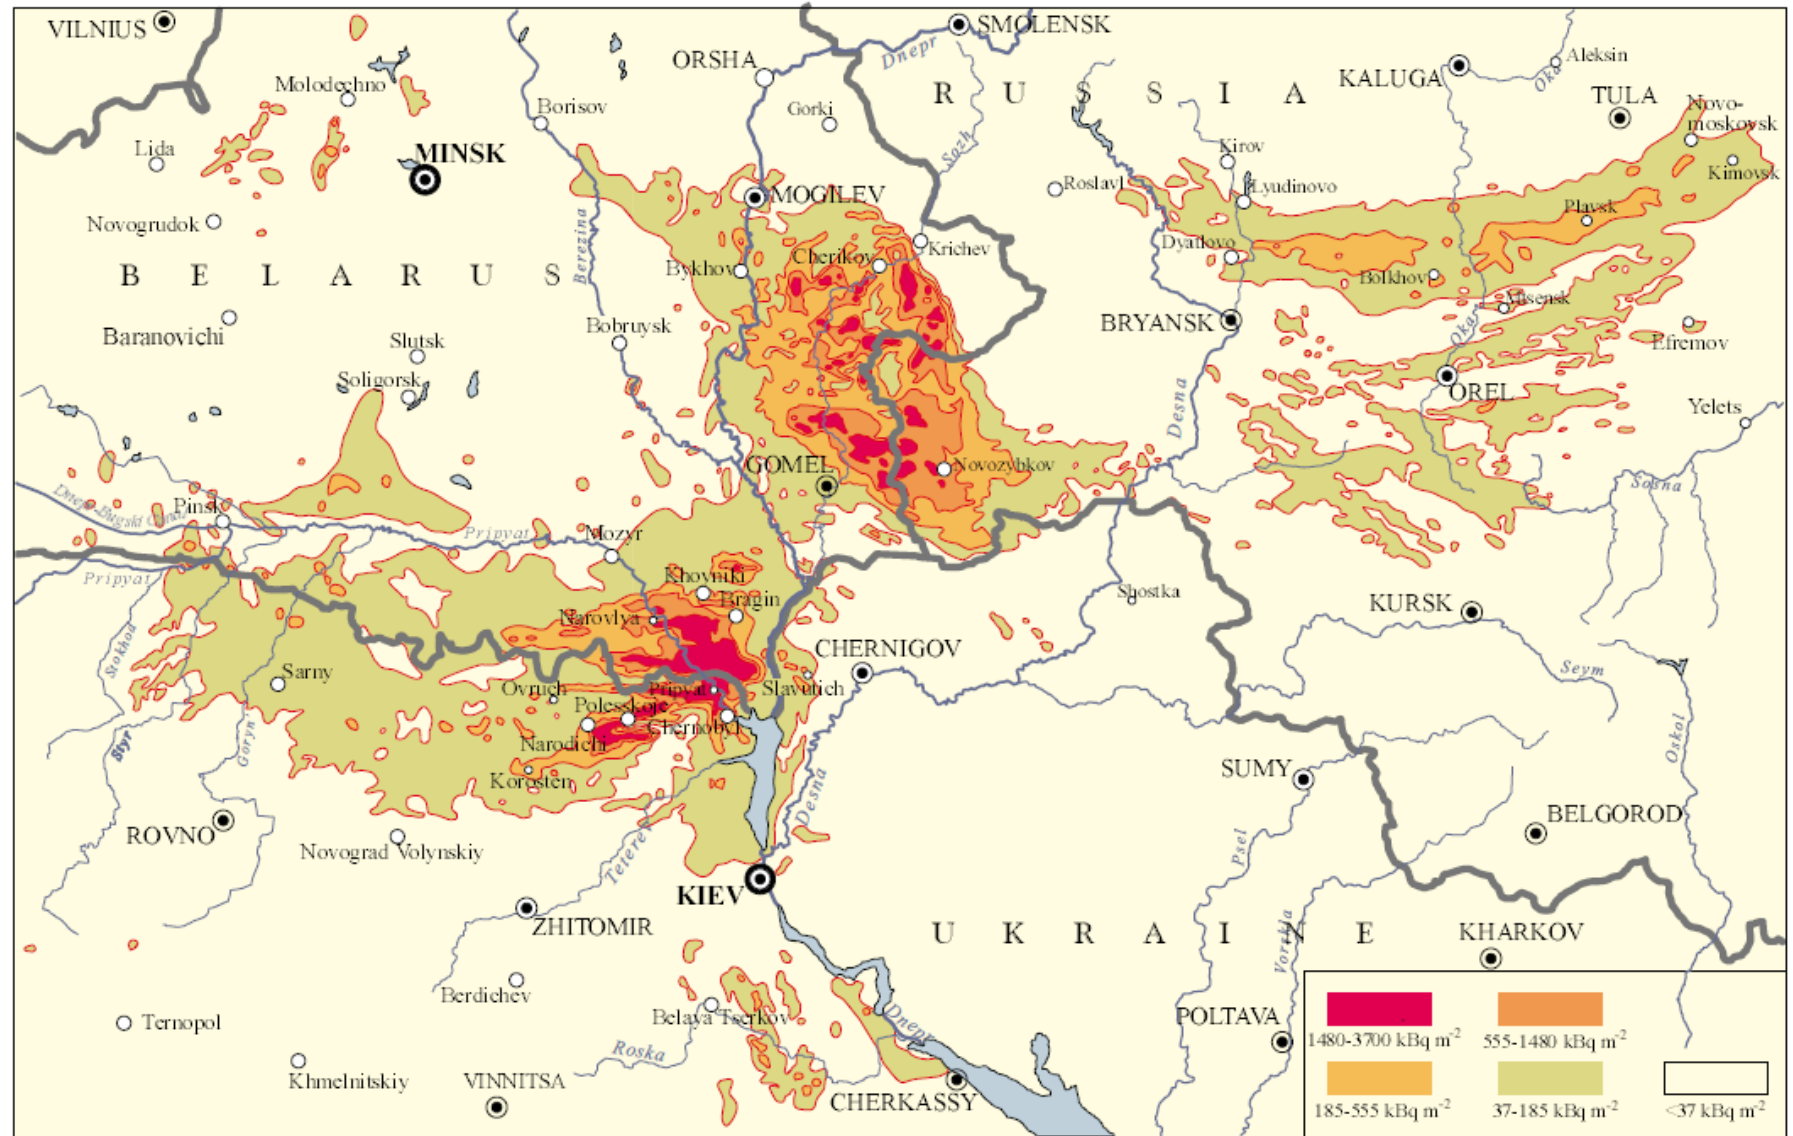 VILNIUS
SMOLENSK
ORSHA
Dnepr
Aleksin
KALUGA
Oka
Molodechno
R U S S I A
TULA
Novo-
moskovsk
Borisov
Gorki
Lida
MINSK
Sozh
Kirov
Kimovsk
Roslavl
Lyudinovo
MOGILEV
Plavsk
Novogrudok
Berezina
Krichev
Dyatlovo
Cherikov
Bykhov
B E L A R U S
Bolkhov
Mtsensk
Baranovichi
Bobruysk
BRYANSK
Oka
Efremov
Slutsk
Soligorsk
OREL
Desna
Yelets
GOMEL
Novozybkov
Sosna
Dnepr-Bugski Canal
Pinsk
Pripyat
Mozyr
Pripyat
Khoyniki
Bragin
Shostka
KURSK
Narovlya
Stokhod
CHERNIGOV
Seym
Sarny
Ovruch
Pripyat
Slavutich
Polesskoje
Chernobyl
Styr
Goryn'
Narodichi
Oskol
Korosten
SUMY
Desna
BELGOROD
ROVNO
Novograd Volynskiy
Teterev
Psel
KIEV
ZHITOMIR
U K R A I N E
Vorskla
KHARKOV
Berdichev
Ternopol
Belaya Tserkov
Dnepr
POLTAVA
Roska
Khmelnitskiy
VINNITSA
CHERKASSY
1480-3700 kBq m-2
555-1480 kBq m-2
185-555 kBq m-2
37-185 kBq m-2
<37 kBq m-2